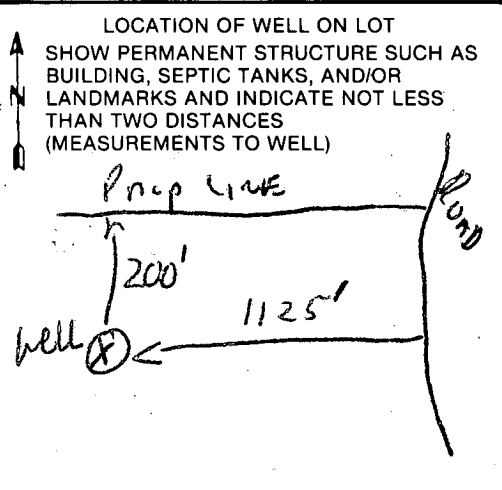 LOCATION OF WELL ON LOT
SHOW PERMANENT STRUCTURE SUCH AS
BUILDING, SEPTIC TANKS, AND/OR
LANDMARKS AND INDICATE NOT LESS
THAN TWO DISTANCES
(MEASUREMENTS TO WELL)
N
Prop LINE
ROAD
200'
1125'
well X